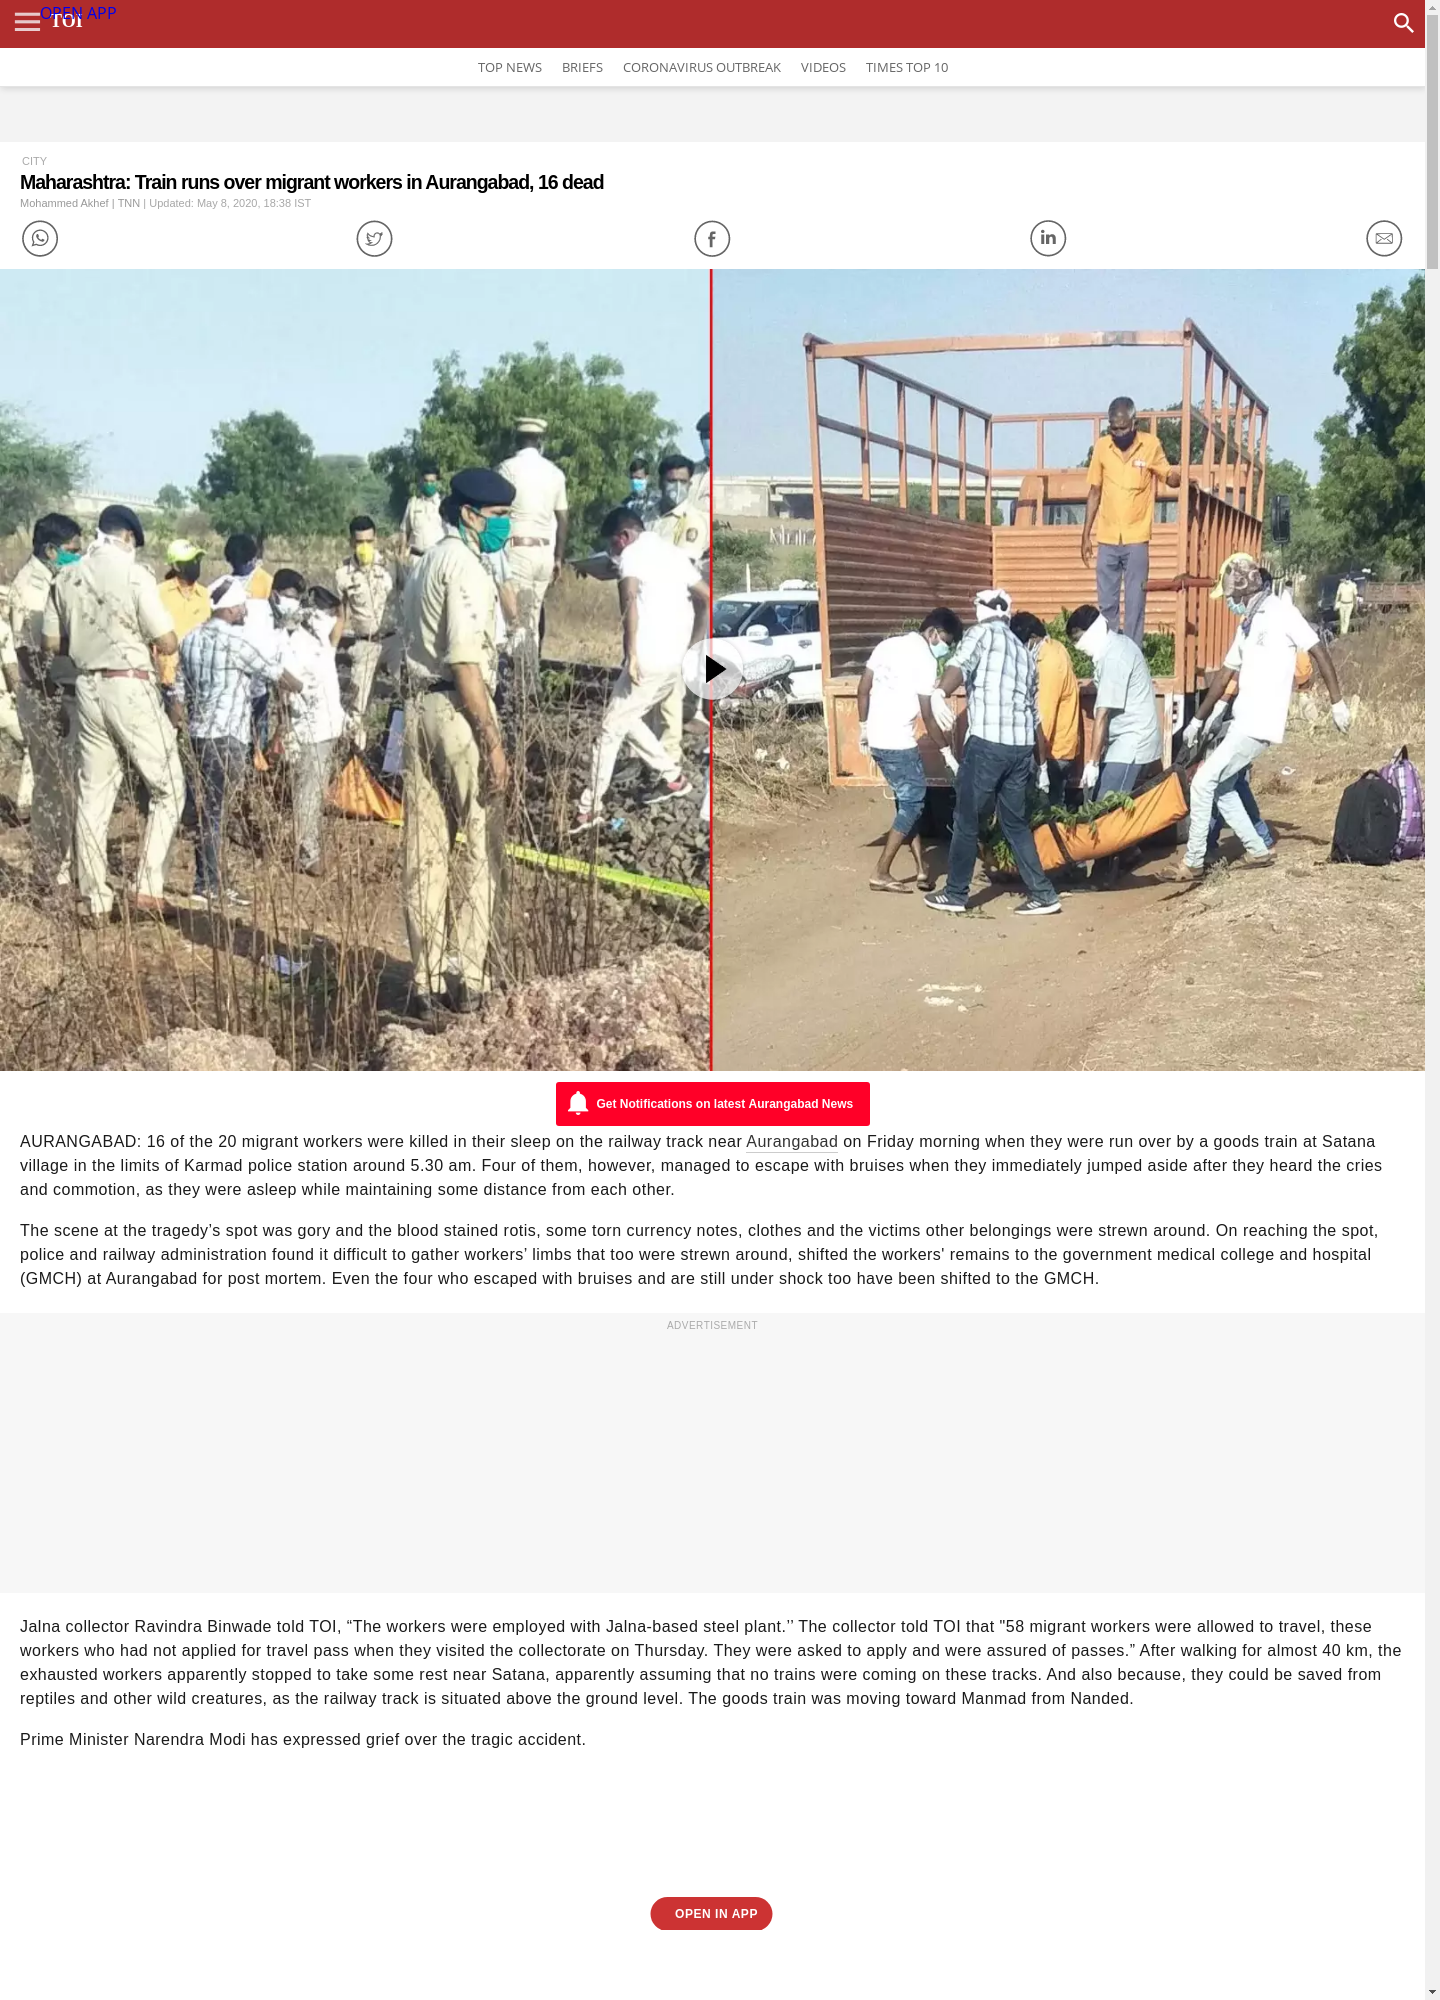 OPEN APP
TOI
TOP NEWS BRIEFS CORONAVIRUS OUTBREAK VIDEOS TIMES TOP 10
CITY
Maharashtra: Train runs over migrant workers in Aurangabad, 16 dead
Mohammed Akhef | TNN | Updated: May 8, 2020, 18:38 IST
Get Notifications on latest Aurangabad News
AURANGABAD: 16 of the 20 migrant workers were killed in their sleep on the railway track near Aurangabad on Friday morning when they were run over by a goods train at Satana
village in the limits of Karmad police station around 5.30 am. Four of them, however, managed to escape with bruises when they immediately jumped aside after they heard the cries
and commotion, as they were asleep while maintaining some distance from each other.
The scene at the tragedy’s spot was gory and the blood stained rotis, some torn currency notes, clothes and the victims other belongings were strewn around. On reaching the spot,
police and railway administration found it difficult to gather workers’ limbs that too were strewn around, shifted the workers' remains to the government medical college and hospital
(GMCH) at Aurangabad for post mortem. Even the four who escaped with bruises and are still under shock too have been shifted to the GMCH.
ADVERTISEMENT
Jalna collector Ravindra Binwade told TOI, “The workers were employed with Jalna-based steel plant.’’ The collector told TOI that "58 migrant workers were allowed to travel, these
workers who had not applied for travel pass when they visited the collectorate on Thursday. They were asked to apply and were assured of passes.” After walking for almost 40 km, the
exhausted workers apparently stopped to take some rest near Satana, apparently assuming that no trains were coming on these tracks. And also because, they could be saved from
reptiles and other wild creatures, as the railway track is situated above the ground level. The goods train was moving toward Manmad from Nanded.
Prime Minister Narendra Modi has expressed grief over the tragic accident.
OPEN IN APP